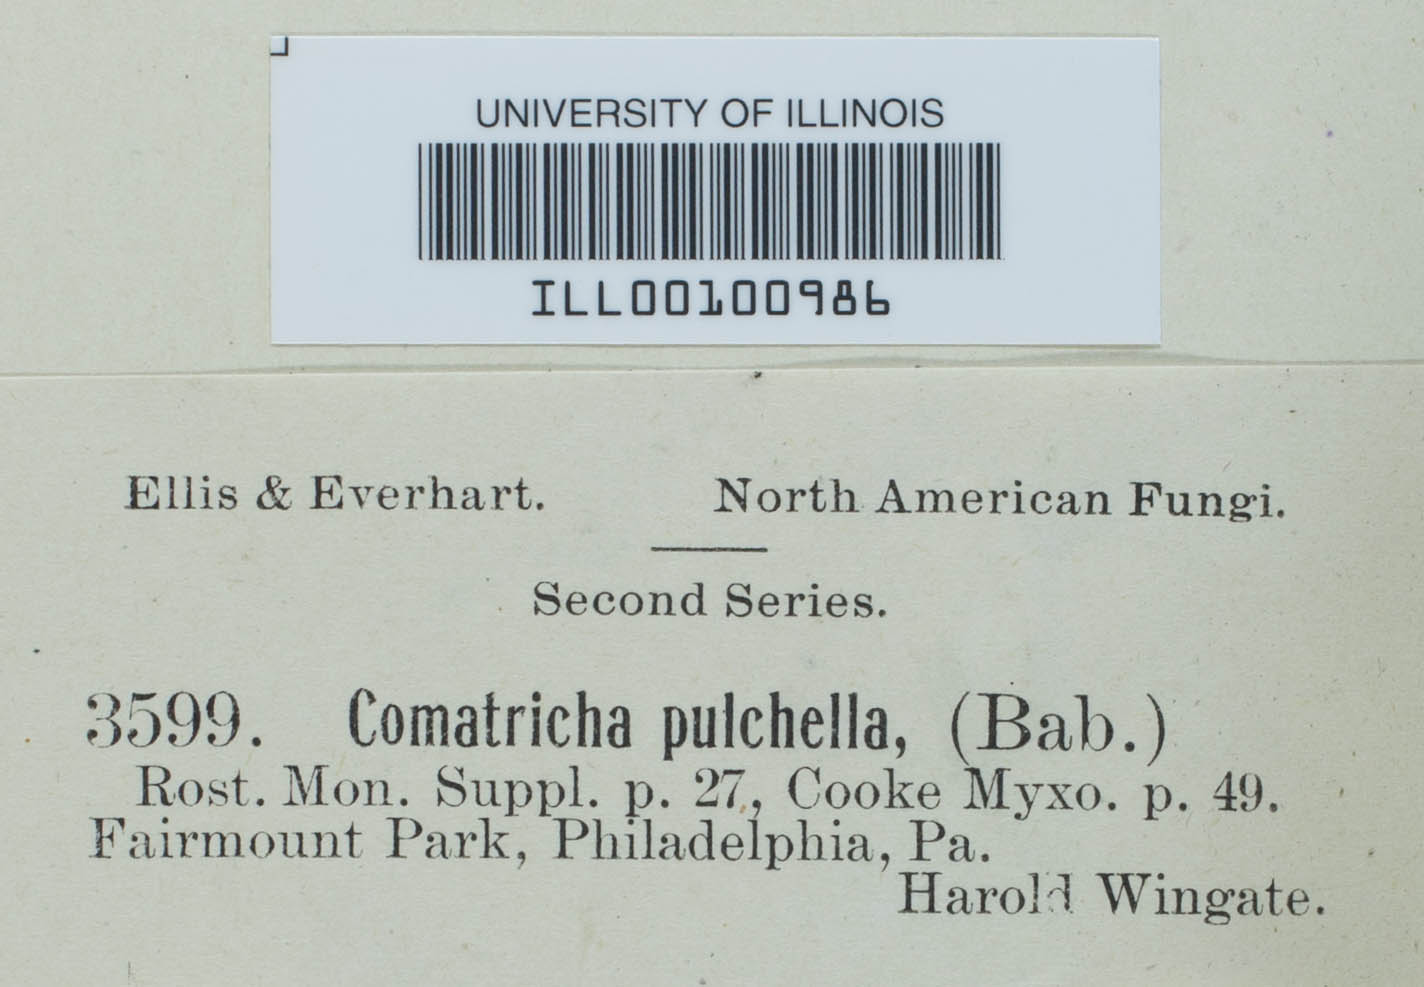 UNIVERSITY OF ILLINOIS
ILL00100986
Ellis & Everhart. North American Fungi.
Second Series.
3599. Comatricha pulchella, (Bab.)
Rost. Mon. Suppl. p. 27, Cooke Myxo. p. 49.
Fairmount Park, Philadelphia, Pa.
Harold Wingate.